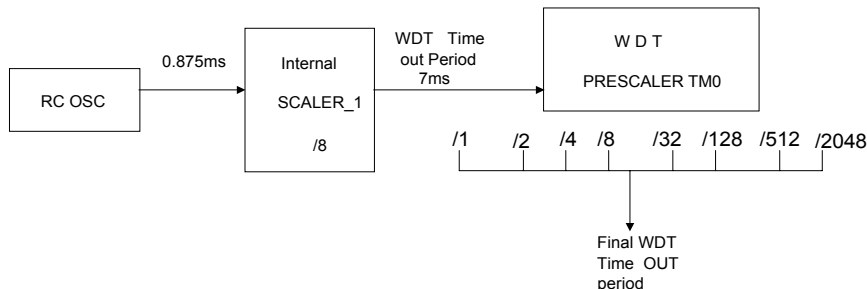 RC OSC
0.875ms
Internal
SCALER_1
/8
WDT Time
out Period
7ms
W D T
PRESCALER TM0
/1 /2 /4 /8 /32 /128 /512 /2048
Final WDT
Time OUT
period